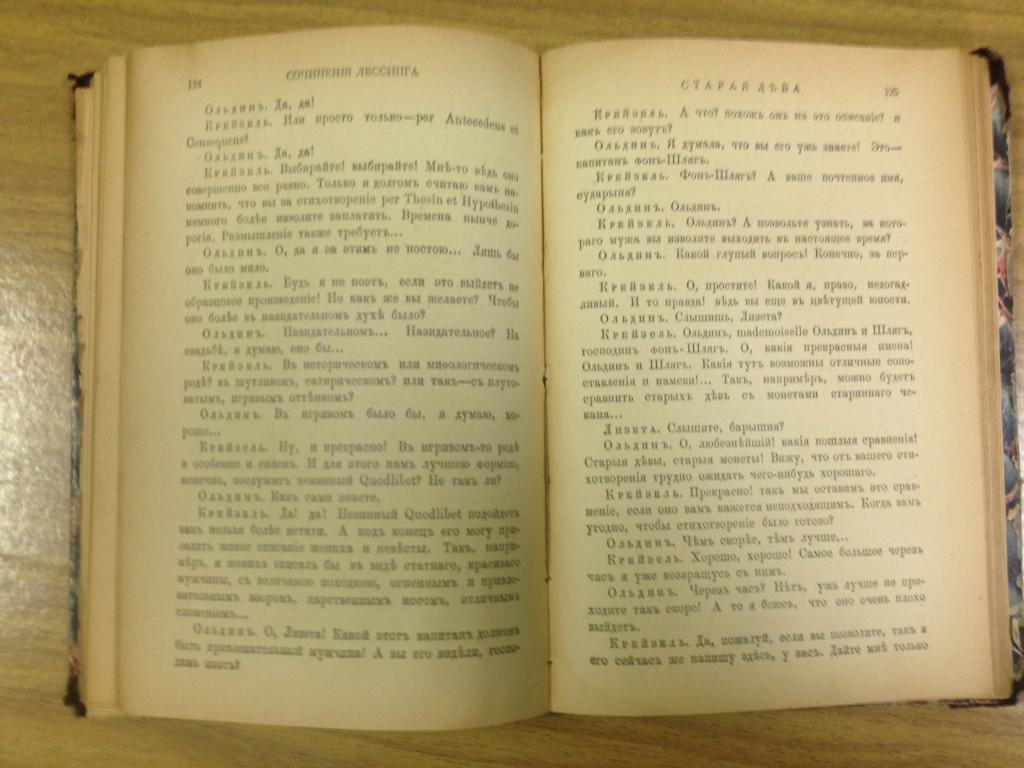 124
СОЧИНЕНІЯ ЛЕССИНГА
Ольдинъ. Да, да!
Крейзель. Или просто только—per Antecedens et
Consequens?
Ольдинъ. Да, да!
Крейзель. Выбирайте! выбирайте! Мнѣ-то вѣдь оно
совершенно все равно. Только я долгомъ считаю вамъ на-
помнить, что вы за стихотвореніе per Thesin et Hypothesin
немного болѣе изволите заплатить. Времена нынче до-
рогія. Размышленіе также требуетъ...
Ольдинъ. О, да я за этимъ не постою... Лишь бы
оно было мило.
Крейзель. Будь я не поэтъ, если это выйдетъ не
образцовое произведеніе! Но какъ же вы желаете? Чтобы
оно болѣе въ назидательномъ духѣ было?
Ольдинъ. Назидательномъ... Назидательное? На
свадьбѣ, я думаю, оно бы...
Крейзель. Въ историческомъ или миѳологическомъ
родѣ? въ шутливомъ, сатирическомъ? или такъ—съ плуто-
ватымъ, игривымъ оттѣнкомъ?
Ольдинъ. Въ игривомъ было бы, я думаю, хо-
рошо...
Крейзель. Ну, и прекрасно! Въ игривомъ-то родѣ
я особенно и силенъ. И для этого намъ лучшею формою,
конечно, послужить невинный Quodlibet? Не такъ ли?
Ольдинъ. Какъ сами знаете.
Крейзель. Да! да! Невинный Quodlibet подойдетъ
какъ нельзя болѣе кстати. А подъ конецъ его могу при-
ладить живое описаніе жениха и невѣсты. Такъ, напри-
мѣръ, я жениха описалъ бы въ видѣ статнаго, красиваго
мужчины, съ величавою походкою, огненнымъ и привле-
кательнымъ взоромъ, царственнымъ носомъ, отличнымъ
сложеніемъ...
Ольдинъ. О, Лизета! Какой этотъ капитанъ долженъ
быть привлекательный мужчина! А вы его видѣли, госпо-
динъ поэтъ?
СТАРАЯ ДѢВА
125
Крейзель. А что? похожъ онъ на это описаніе? и
какъ его зовутъ?
Ольдинъ. Я думала, что вы его ужь знаете! Это—
капитанъ фонъ-Шлягъ.
Крейзель. Фонъ-Шлягъ? А ваше почтенное имя,
сударыня?
Ольдинъ. Ольдинъ.
Крейзель. Ольдинъ? А позвольте узнать, за кото-
раго мужа вы изволите выходить въ настоящее время?
Ольдинъ. Какой глупый вопросъ! Конечно, за пер-
ваго.
Крейзель. О, простите! Какой я, право, недогад-
ливый. И то правда! вѣдь вы еще въ цвѣтущей юности.
Ольдинъ. Слышишь, Лизета?
Крейзель. Ольдинъ, mademoiselle Ольдинъ и Шлягъ,
господинъ фонъ-Шлягъ. О, какія прекрасныя имена!
Ольдинъ и Шлягъ. Какія тутъ возможны отличные сопо-
ставленія и намеки!... Такъ, напримѣръ, можно будетъ
сравнить старыхъ дѣвъ съ монетами стариннаго че-
кана...
Лизета. Слышите, барышня?
Ольдинъ. О, любезнѣйшій! какія пошлыя сравненія!
Старыя дѣвы, старыя монеты! Вижу, что отъ вашего сти-
хотворенія трудно ожидать чего-нибудь хорошаго.
Крейзель. Прекрасно! такъ мы оставимъ это срав-
неніе, если оно вамъ кажется неподходящимъ. Когда вамъ
угодно, чтобы стихотвореніе было готово?
Ольдинъ. Чѣмъ скорѣе, тѣмъ лучше...
Крейзель. Хорошо, хорошо! Самое большее черезъ
часъ я уже возвращусь съ нимъ.
Ольдинъ. Черезъ часъ? Нѣтъ, ужь лучше не при-
ходите такъ скоро! А то я боюсь, что оно очень плохо
выйдетъ.
Крейзель. Да, пожалуй, если вы позволите, такъ я
его сейчасъ же напишу здѣсь, у васъ. Дайте мнѣ только